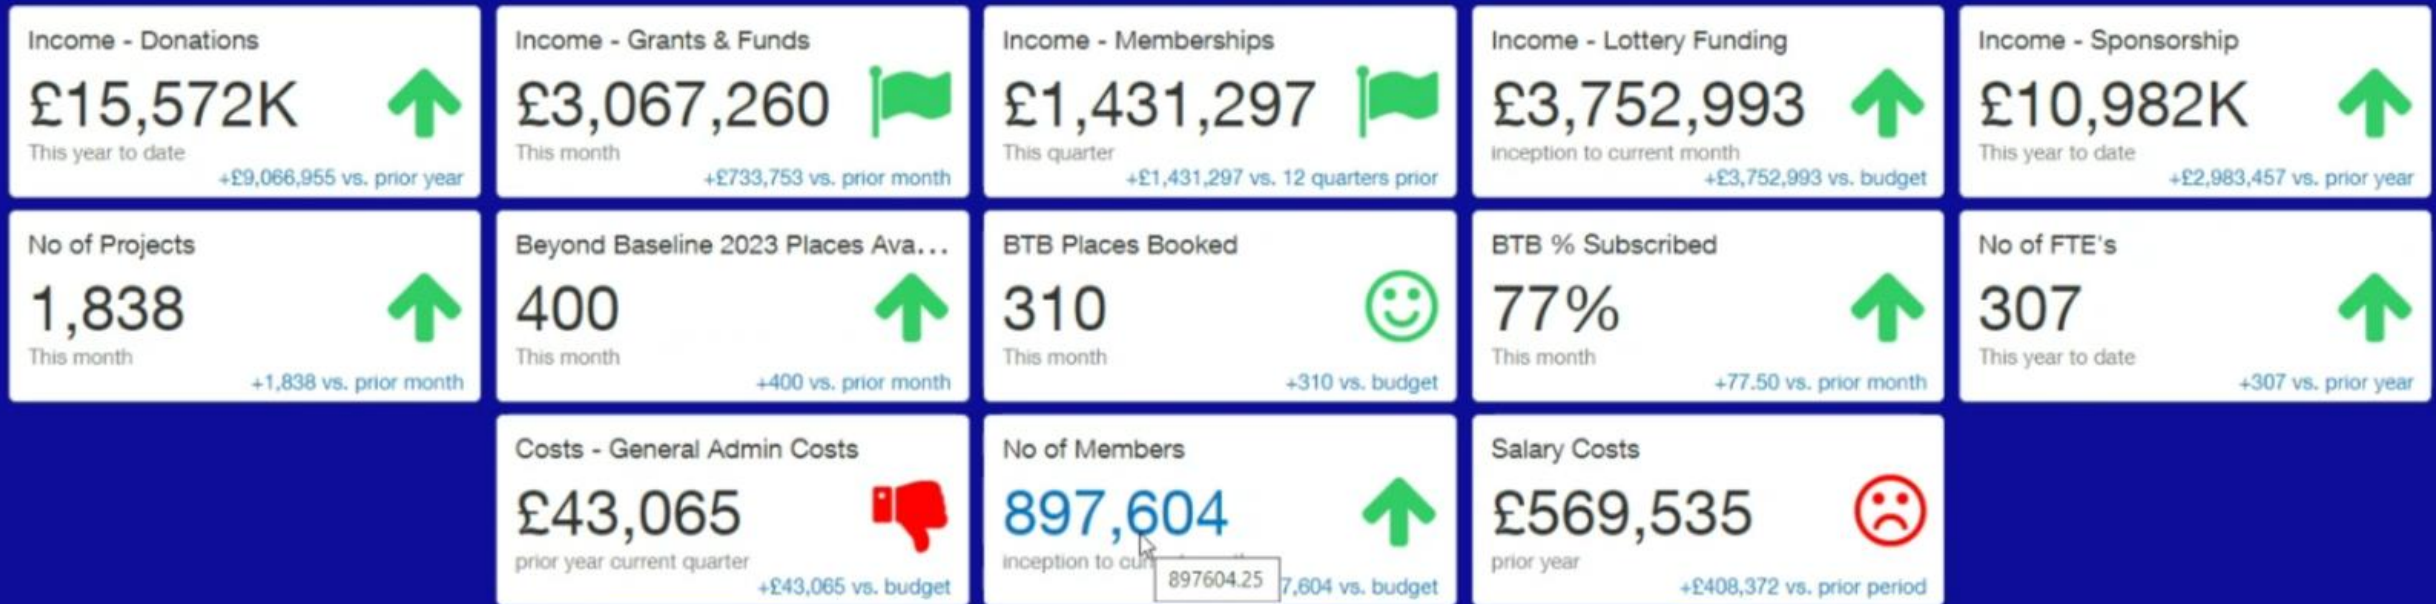 Income - Donations
£15,572K
This year to date
+£9,066,955 vs. prior year
Income - Grants & Funds
£3,067,260
This month
+£733,753 vs. prior month
Income - Memberships
£1,431,297
This quarter
+£1,431,297 vs. 12 quarters prior
Income - Lottery Funding
£3,752,993
inception to current month
+£3,752,993 vs. budget
Income - Sponsorship
£10,982K
This year to date
+£2,983,457 vs. prior year
No of Projects
1,838
This month
+1,838 vs. prior month
Beyond Baseline 2023 Places Ava...
400
This month
+400 vs. prior month
BTB Places Booked
310
This month
+310 vs. budget
BTB % Subscribed
77%
This month
+77.50 vs. prior month
No of FTE's
307
This year to date
+307 vs. prior year
Costs - General Admin Costs
£43,065
prior year current quarter
+£43,065 vs. budget
No of Members
897,604
inception to
897604.25
7,604 vs. budget
Salary Costs
£569,535
prior year
+£408,372 vs. prior period